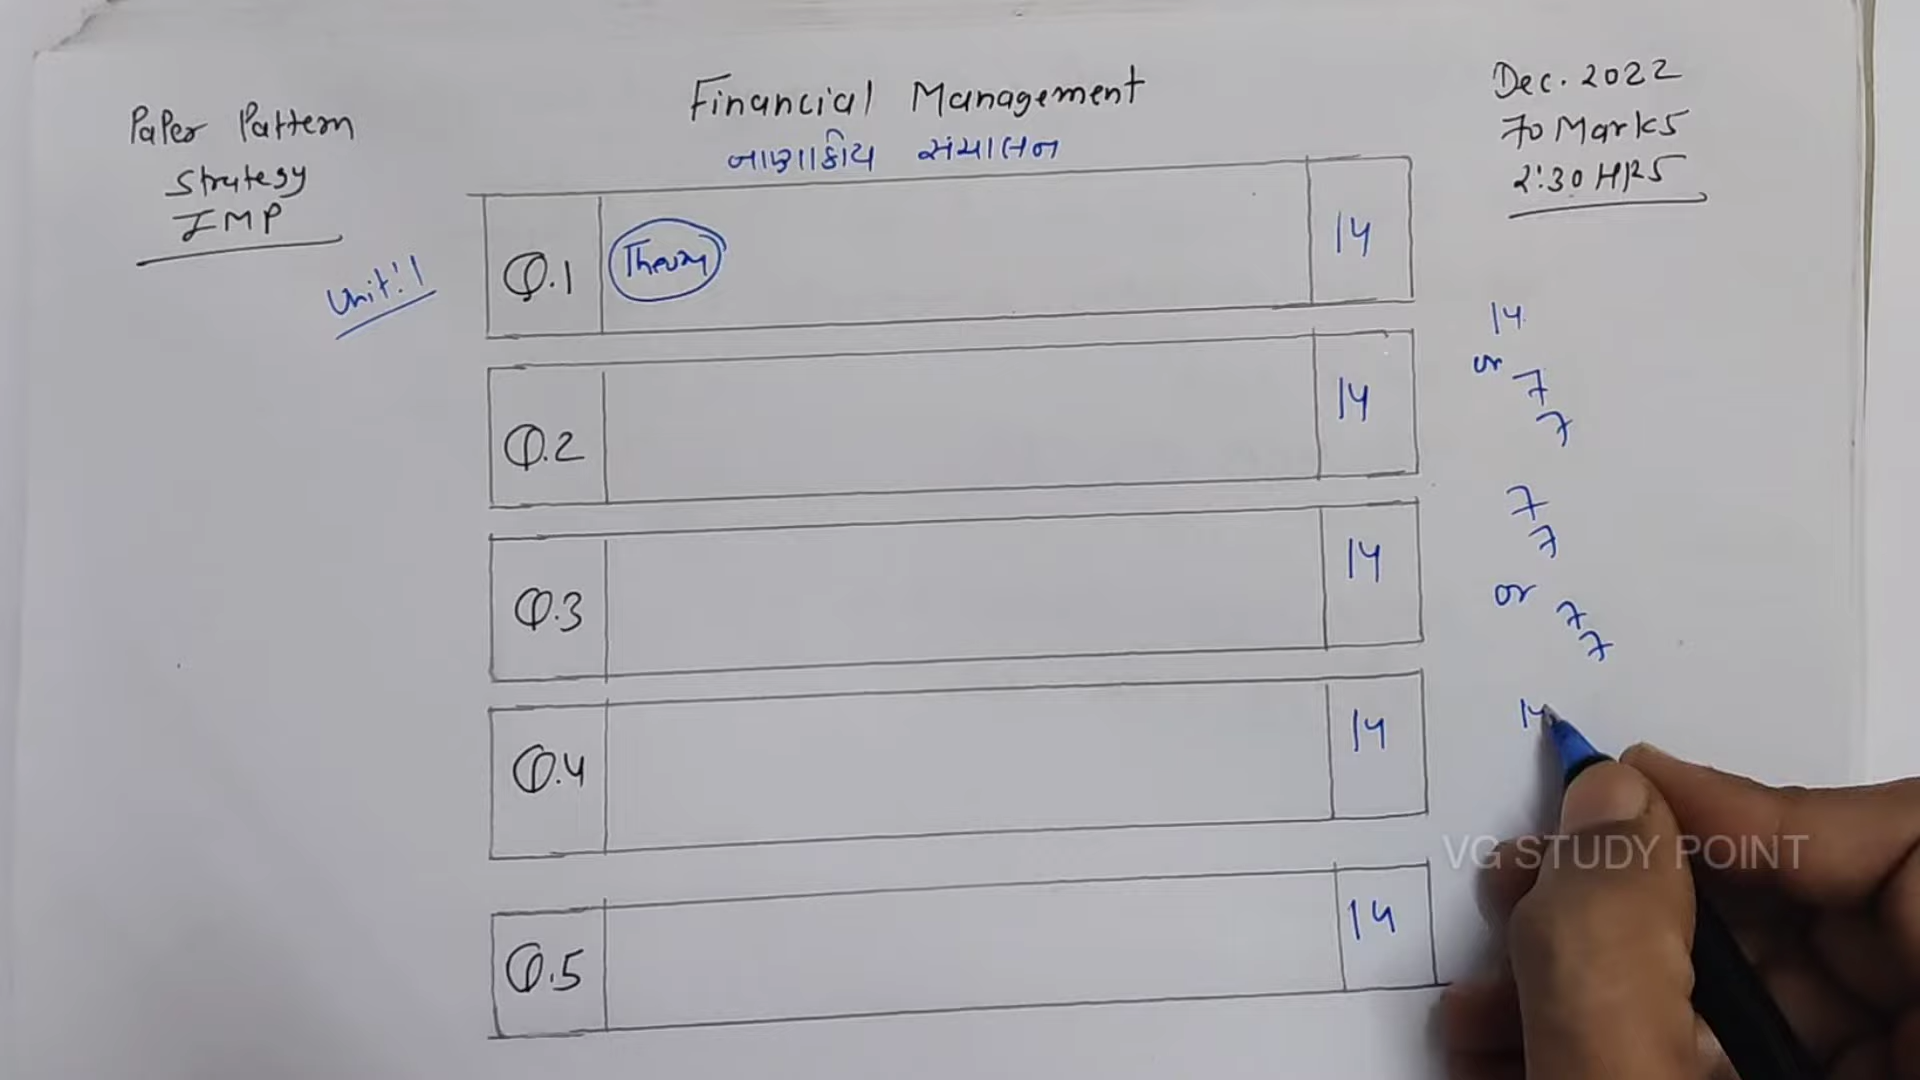 Paper Pattern
Strategy
IMP
Financial Management
નાણાકીય સંચાલન
Dec. 2022
70 Marks
2:30 HRS
Unit:1
Q.1 Theory 14
Q.2 14
Q.3 14
Q.4 14
Q.5 14
14
or
7
7
7
7
or
7
7
14
VG STUDY POINT